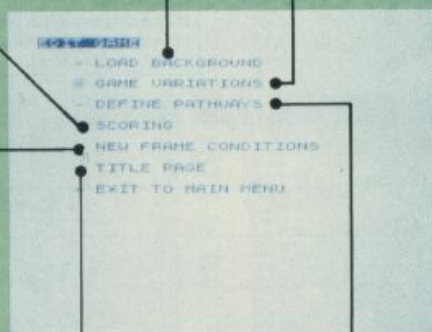 EDIT GAME
- LOAD BACKGROUND
GAME VARIATIONS
- DEFINE PATHWAYS
SCORING
NEW FRAME CONDITIONS
TITLE PAGE
EXIT TO MAIN MENU